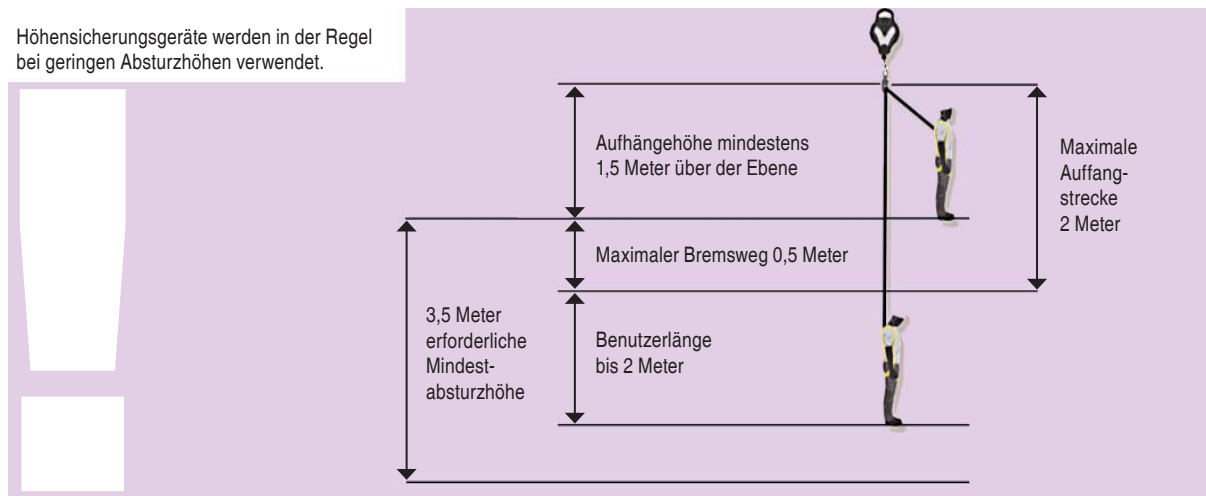 Höhensicherungsgeräte werden in der Regel
bei geringen Absturzhöhen verwendet.
Aufhängehöhe mindestens
1,5 Meter über der Ebene
Maximale
Auffang-
strecke
2 Meter
Maximaler Bremsweg 0,5 Meter
3,5 Meter
erforderliche
Mindest-
absturzhöhe
Benutzerlänge
bis 2 Meter